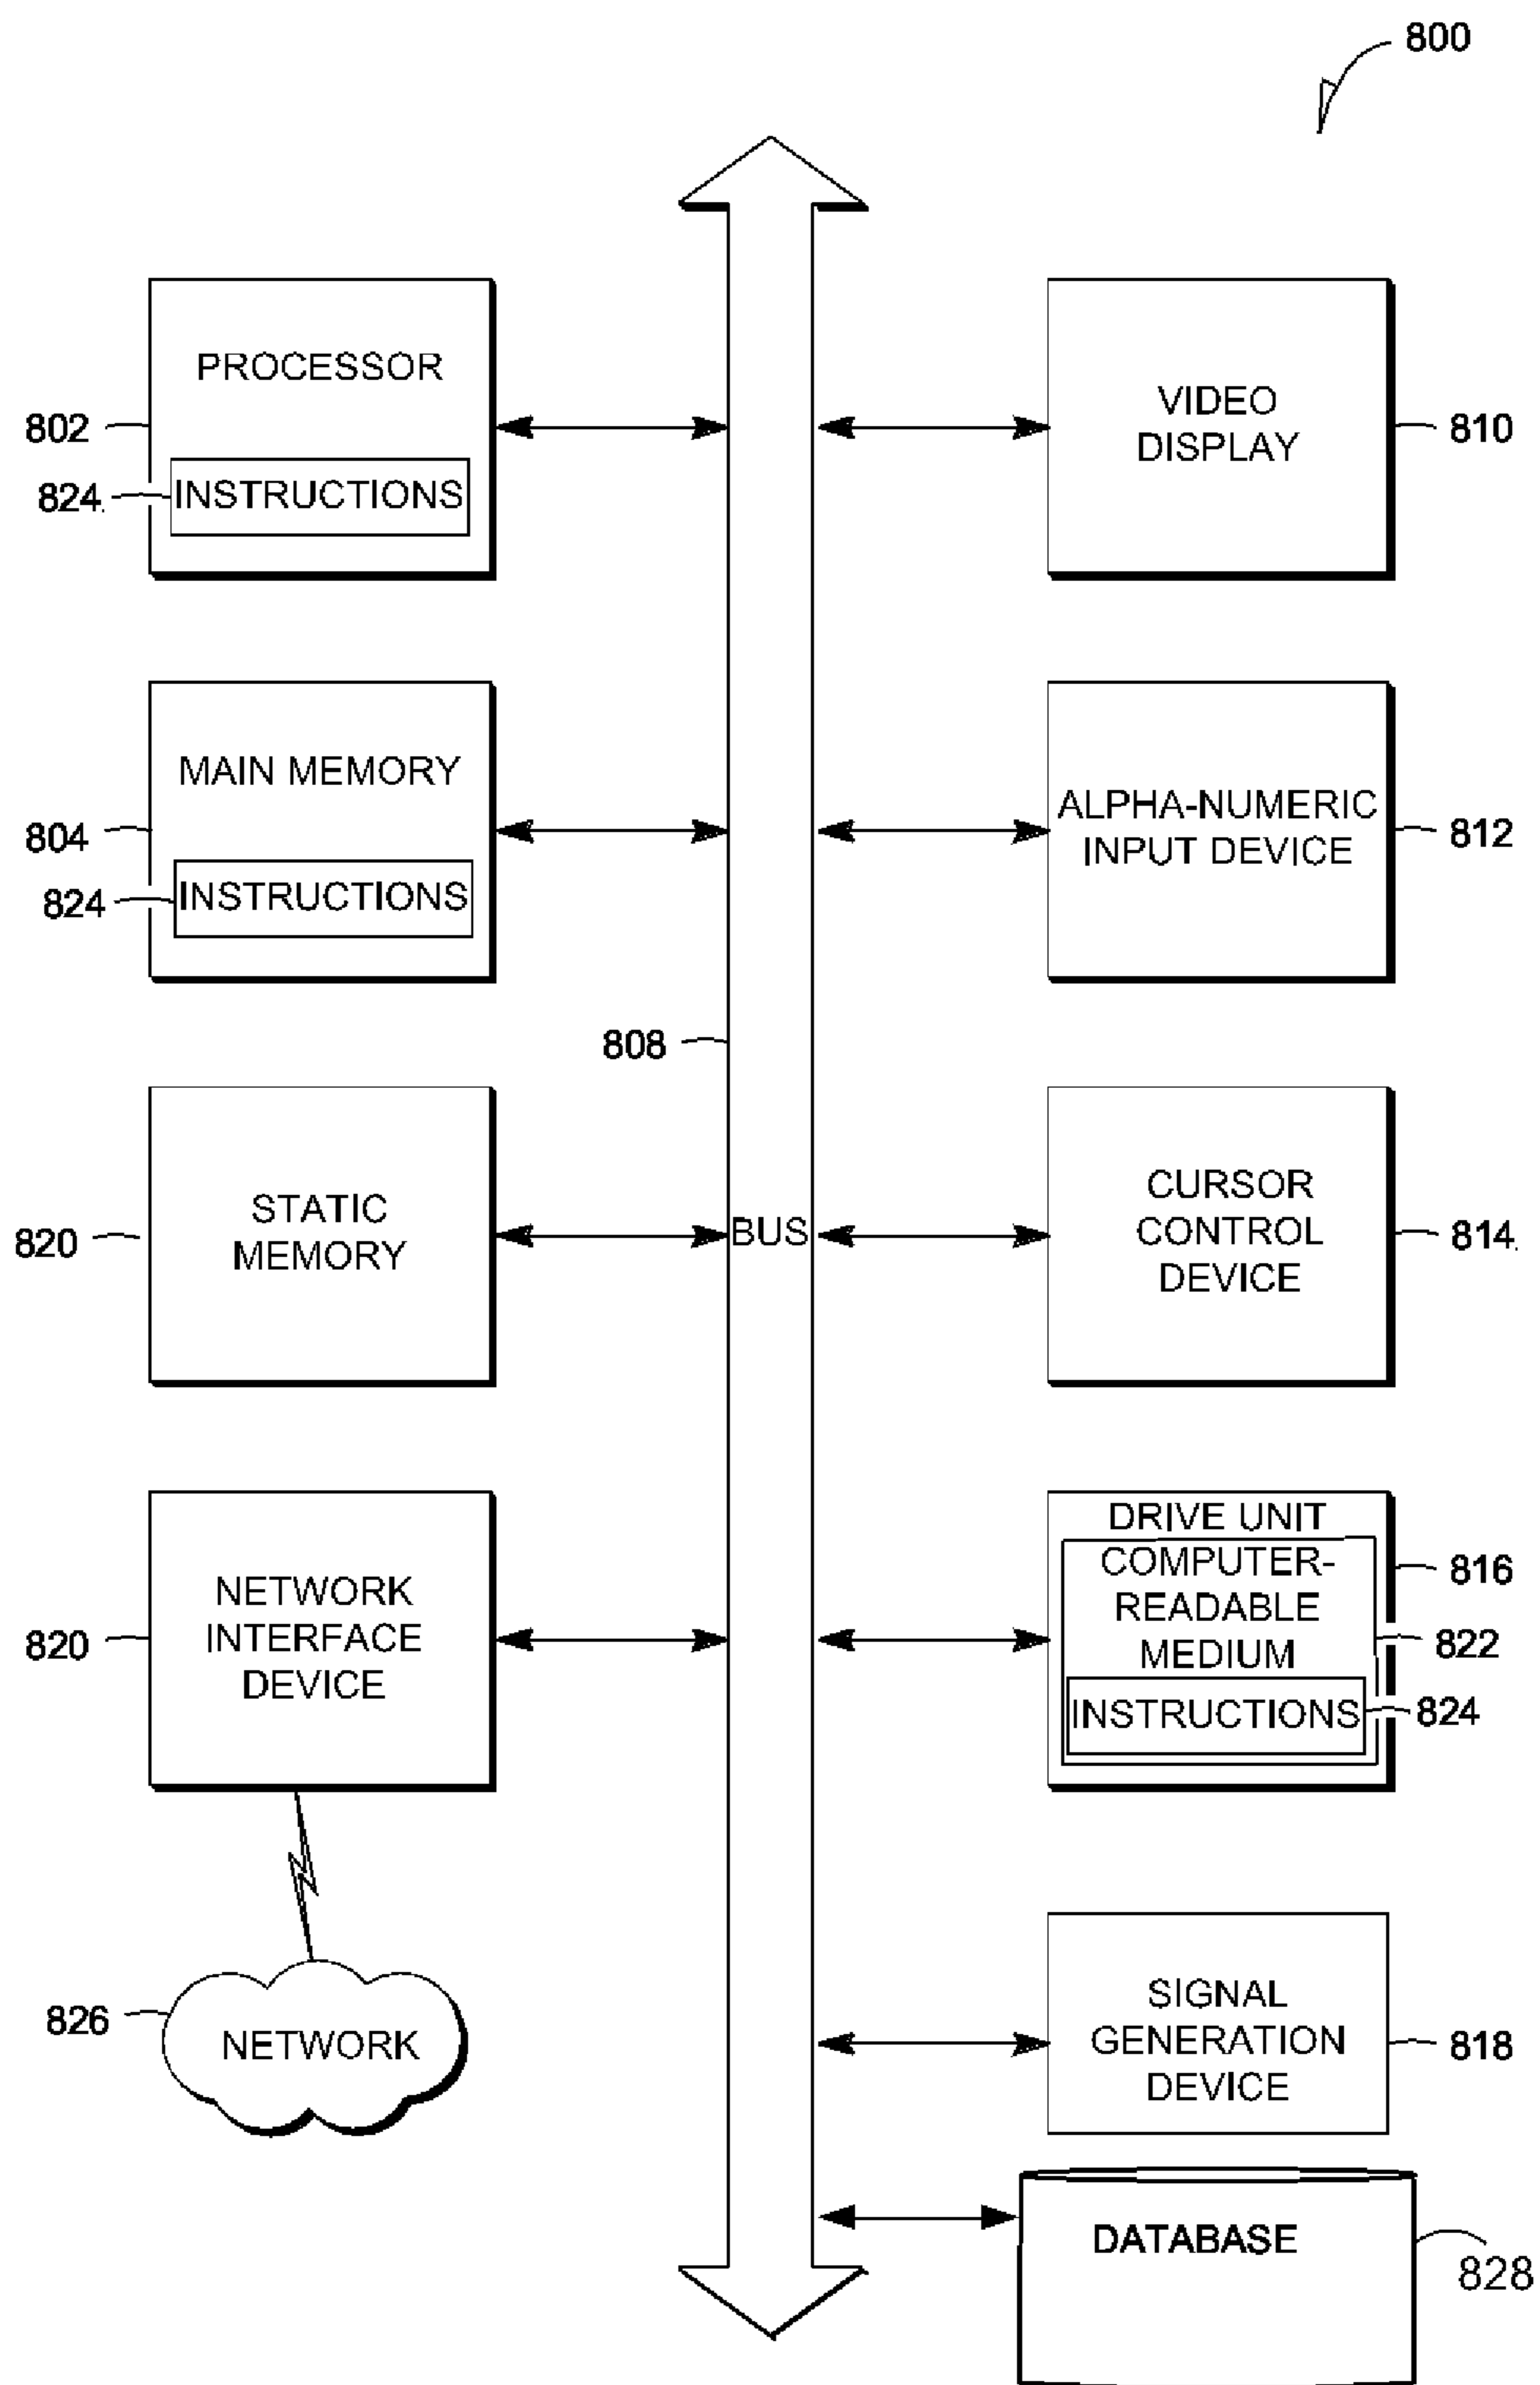 800
PROCESSOR
802
824.
INSTRUCTIONS
VIDEO
DISPLAY
810
MAIN MEMORY
804
824
INSTRUCTIONS
ALPHA-NUMERIC
INPUT DEVICE
812
808
STATIC
MEMORY
820
BUS
CURSOR
CONTROL
DEVICE
814.
NETWORK
INTERFACE
DEVICE
820
DRIVE UNIT
COMPUTER-
READABLE
MEDIUM
INSTRUCTIONS
816
822
824
826
NETWORK
SIGNAL
GENERATION
DEVICE
818
DATABASE
828